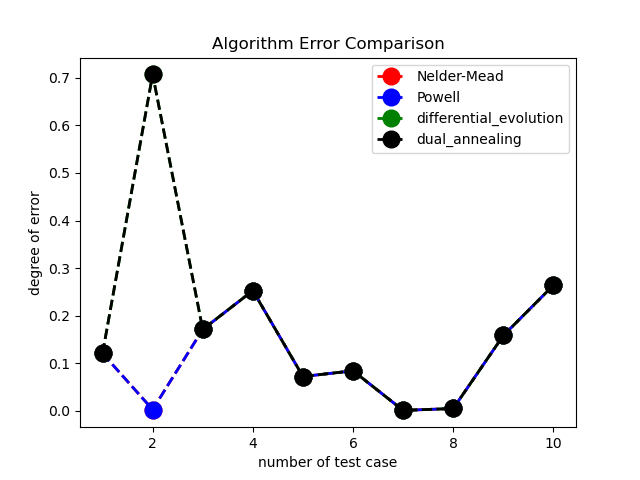 Algorithm Error Comparison
Nelder-Mead
Powell
differential_evolution
dual_annealing
degree of error
0.7
0.6
0.5
0.4
0.3
0.2
0.1
0.0
2
4
6
8
10
number of test case